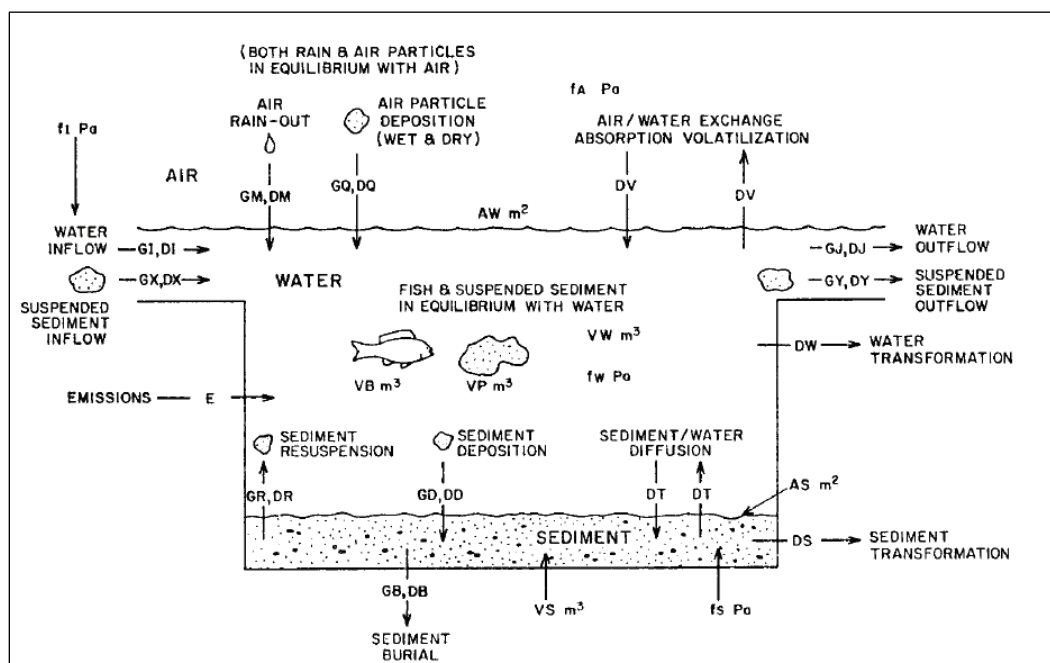 (BOTH RAIN & AIR PARTICLES
IN EQUILIBRIUM WITH AIR)
fI Pa
AIR
RAIN-OUT
AIR PARTICLE
DEPOSITION
(WET & DRY)
fA Pa
AIR/WATER EXCHANGE
ABSORPTION VOLATILIZATION
AIR
GM,DM
GQ,DQ
DV
DV
AW m²
WATER
INFLOW
GI,DI
GJ,DJ
WATER
OUTFLOW
GX,DX
SUSPENDED
SEDIMENT
INFLOW
WATER
FISH & SUSPENDED SEDIMENT
IN EQUILIBRIUM WITH WATER
GY,DY
SUSPENDED
SEDIMENT
OUTFLOW
VW m³
VB m³
VP m³
fW Pa
DW
WATER
TRANSFORMATION
EMISSIONS
E
SEDIMENT
RESUSPENSION
SEDIMENT
DEPOSITION
SEDIMENT/WATER
DIFFUSION
GR,DR
GD,DD
DT
DT
AS m²
SEDIMENT
DS
SEDIMENT
TRANSFORMATION
GB,DB
VS m³
fS Pa
SEDIMENT
BURIAL